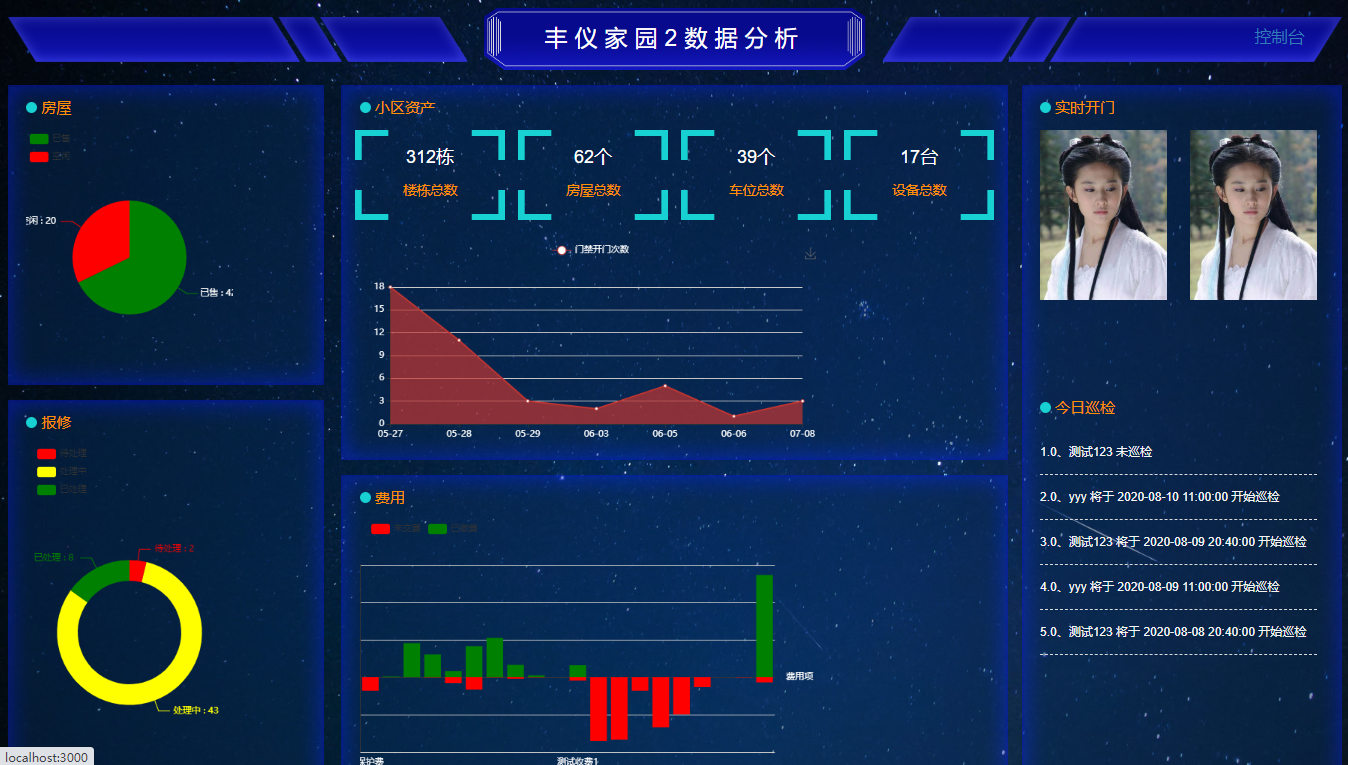 丰仪家园2数据分析
控制台
房屋
已售
空闲
空闲 : 20
已售 : 42
报修
待处理
处理中
已处理
已处理 : 8
待处理 : 2
处理中 : 43
小区资产
312栋
楼栋总数
62个
房屋总数
39个
车位总数
17台
设备总数
门禁开门次数
18
15
12
9
6
3
0
05-27 05-28 05-29 06-03 06-05 06-06 07-08
费用
未收费 已收费
费用项
保护费 测试收费1
实时开门
今日巡检
1.0、测试123 未巡检
2.0、yyy 将于 2020-08-10 11:00:00 开始巡检
3.0、测试123 将于 2020-08-09 20:40:00 开始巡检
4.0、yyy 将于 2020-08-09 11:00:00 开始巡检
5.0、测试123 将于 2020-08-08 20:40:00 开始巡检
localhost:3000